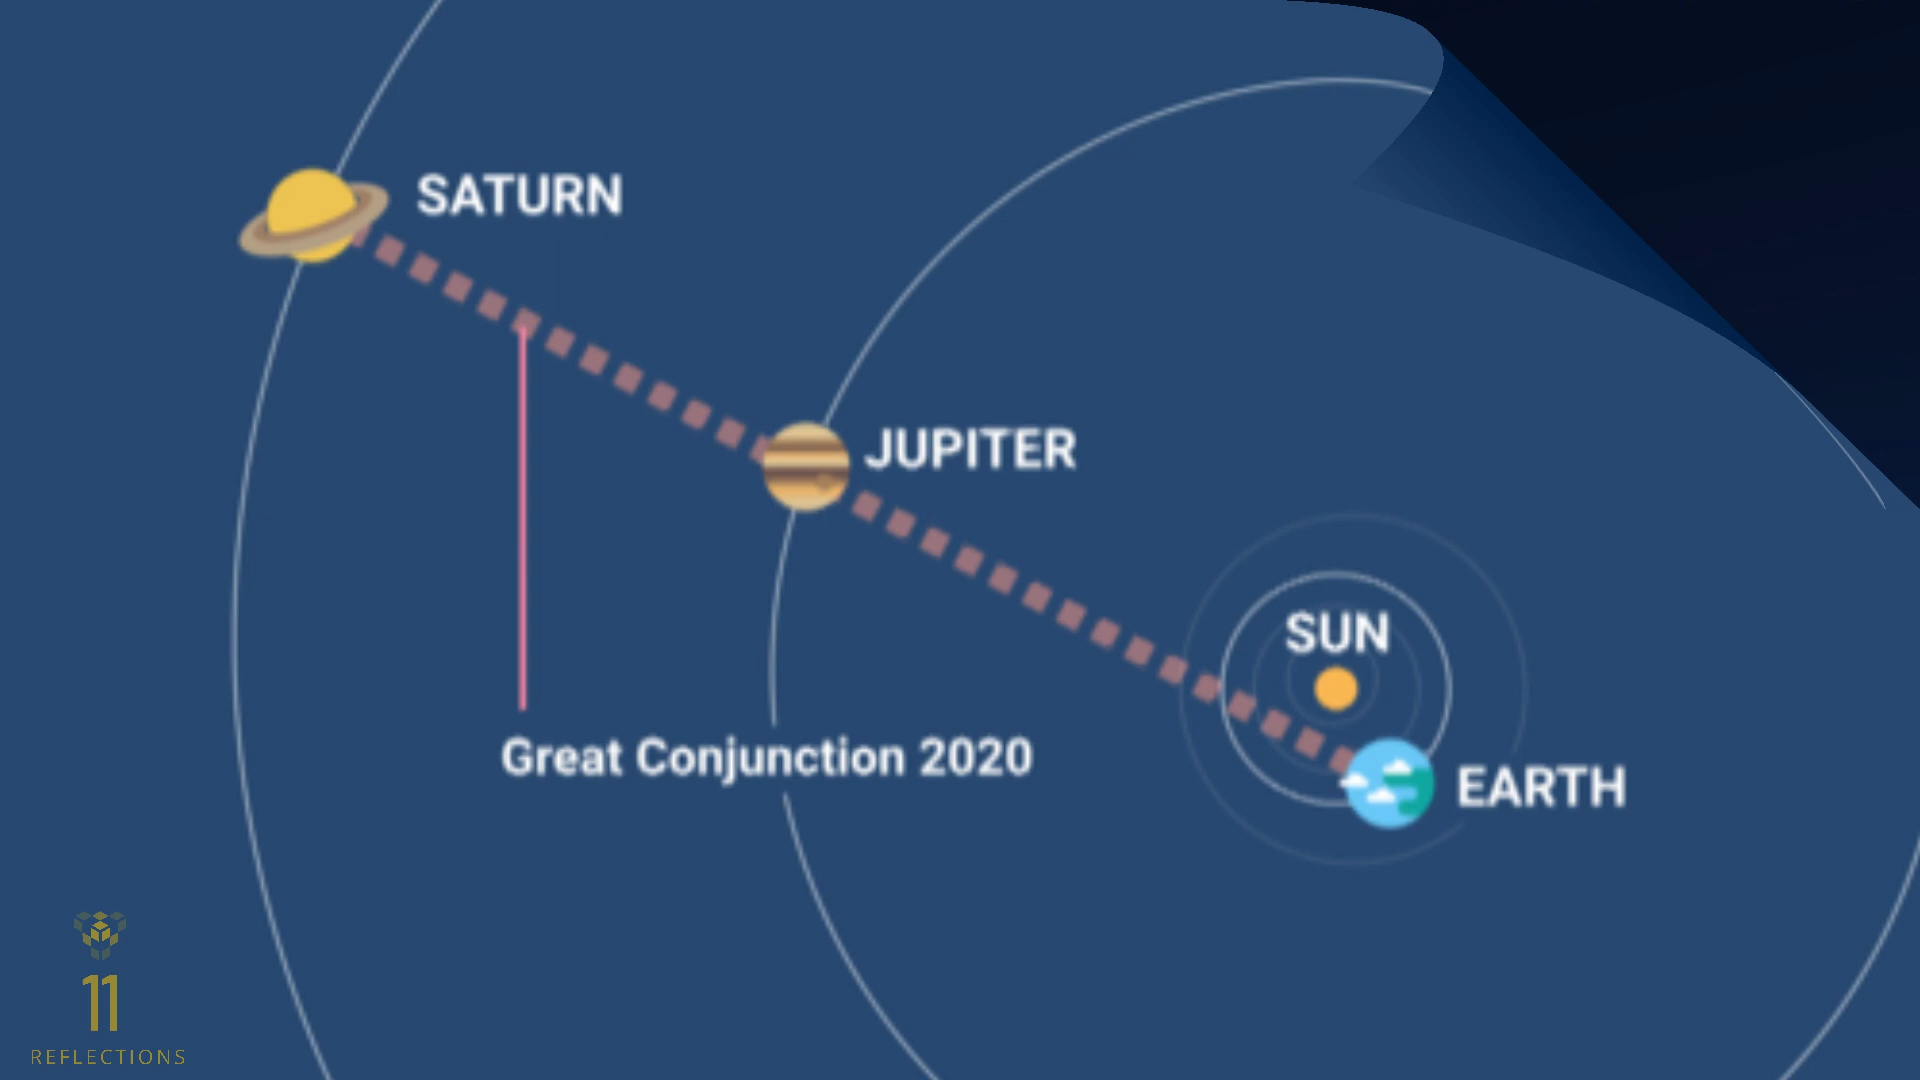 SATURN
JUPITER
SUN
Great Conjunction 2020
EARTH
11
REFLECTIONS